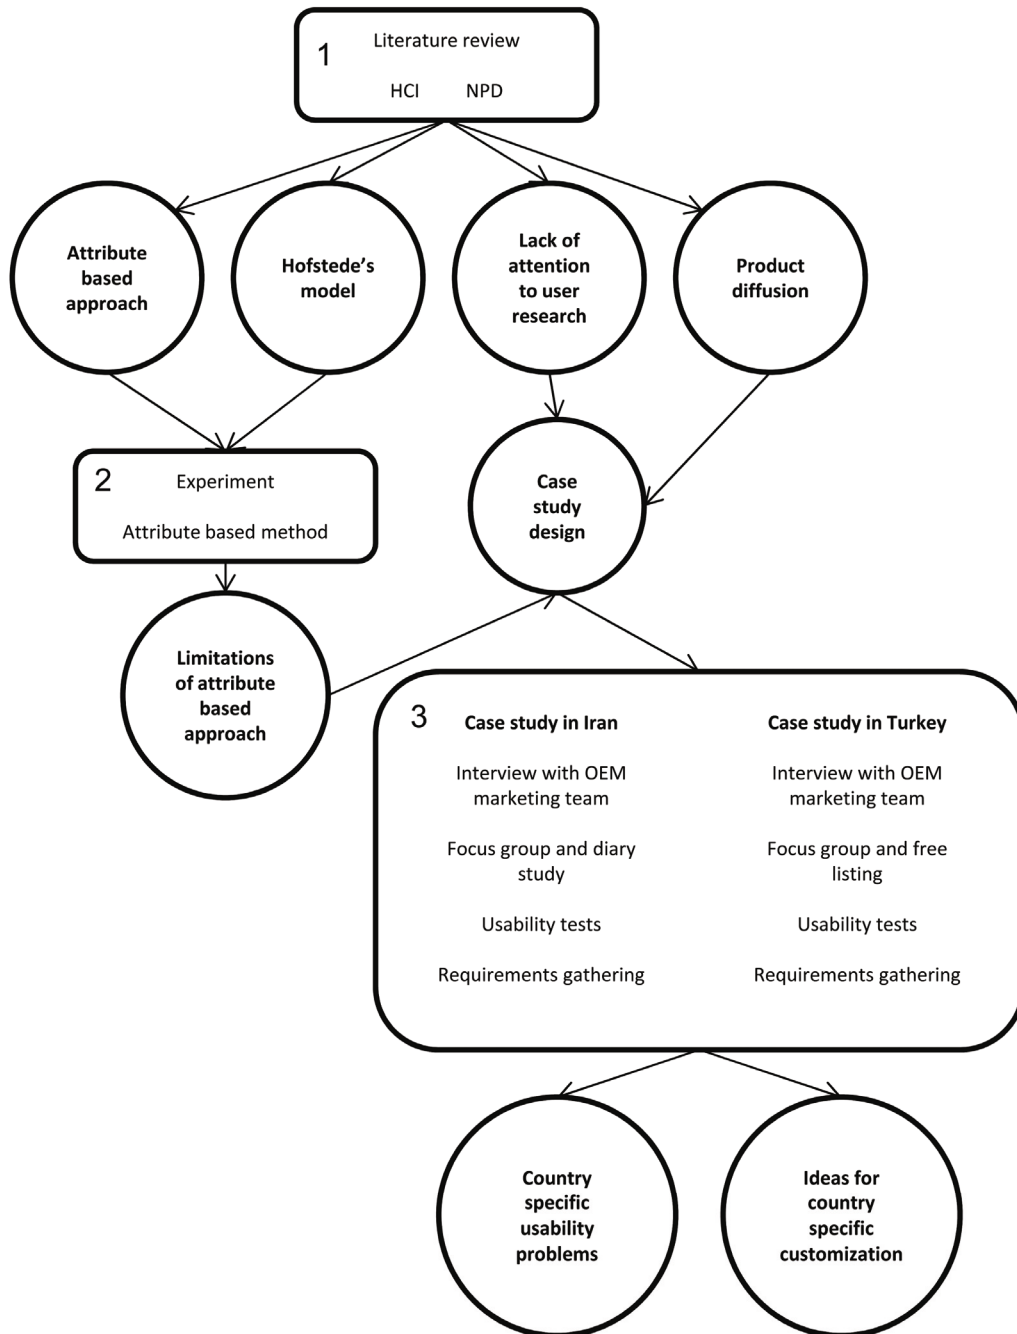 1
Literature review
HCI NPD
Attribute
based
approach
Hofstede’s
model
Lack of
attention
to user
research
Product
diffusion
2
Experiment
Attribute based method
Case
study
design
Limitations
of attribute
based
approach
3
Case study in Iran
Interview with OEM
marketing team
Focus group and diary
study
Usability tests
Requirements gathering
Case study in Turkey
Interview with OEM
marketing team
Focus group and free
listing
Usability tests
Requirements gathering
Country
specific
usability
problems
Ideas for
country
specific
customization